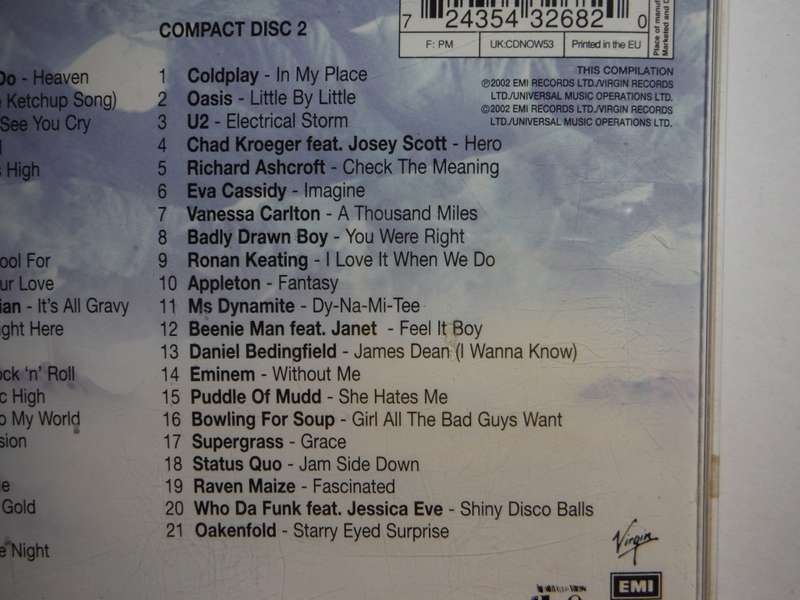 7 24354 32682 0
F: PM UK:CDNOW53 Printed in the EU
Place of manu
Marketed and D
THIS COMPILATION
℗2002 EMI RECORDS LTD./VIRGIN RECORDS
LTD./UNIVERSAL MUSIC OPERATIONS LTD.
©2002 EMI RECORDS LTD./VIRGIN RECORDS
LTD./UNIVERSAL MUSIC OPERATIONS LTD.
Do - Heaven
e Ketchup Song)
See You Cry
High
ool For
ur Love
ian - It's All Gravy
ght Here
ock 'n' Roll
c High
o My World
sion
e
Gold
e Night
COMPACT DISC 2
1 Coldplay - In My Place
2 Oasis - Little By Little
3 U2 - Electrical Storm
4 Chad Kroeger feat. Josey Scott - Hero
5 Richard Ashcroft - Check The Meaning
6 Eva Cassidy - Imagine
7 Vanessa Carlton - A Thousand Miles
8 Badly Drawn Boy - You Were Right
9 Ronan Keating - I Love It When We Do
10 Appleton - Fantasy
11 Ms Dynamite - Dy-Na-Mi-Tee
12 Beenie Man feat. Janet - Feel It Boy
13 Daniel Bedingfield - James Dean (I Wanna Know)
14 Eminem - Without Me
15 Puddle Of Mudd - She Hates Me
16 Bowling For Soup - Girl All The Bad Guys Want
17 Supergrass - Grace
18 Status Quo - Jam Side Down
19 Raven Maize - Fascinated
20 Who Da Funk feat. Jessica Eve - Shiny Disco Balls
21 Oakenfold - Starry Eyed Surprise
Virgin
EMI